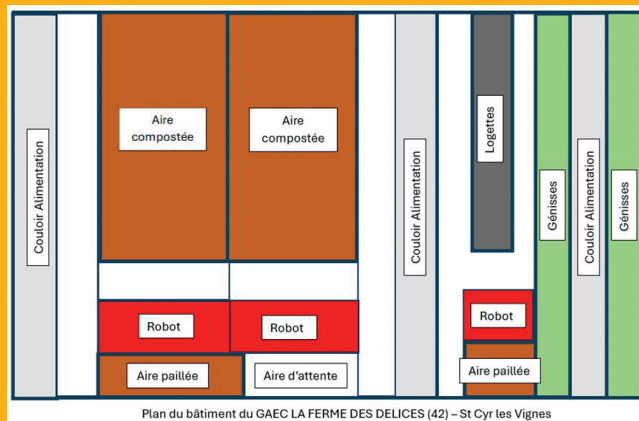 Couloir Alimentation
Aire
compostée
Aire
compostée
Couloir Alimentation
Logettes
Génisses
Couloir Alimentation
Génisses
Robot
Robot
Robot
Aire paillée
Aire d'attente
Aire paillée
Plan du bâtiment du GAEC LA FERME DES DELICES (42) – St Cyr les Vignes